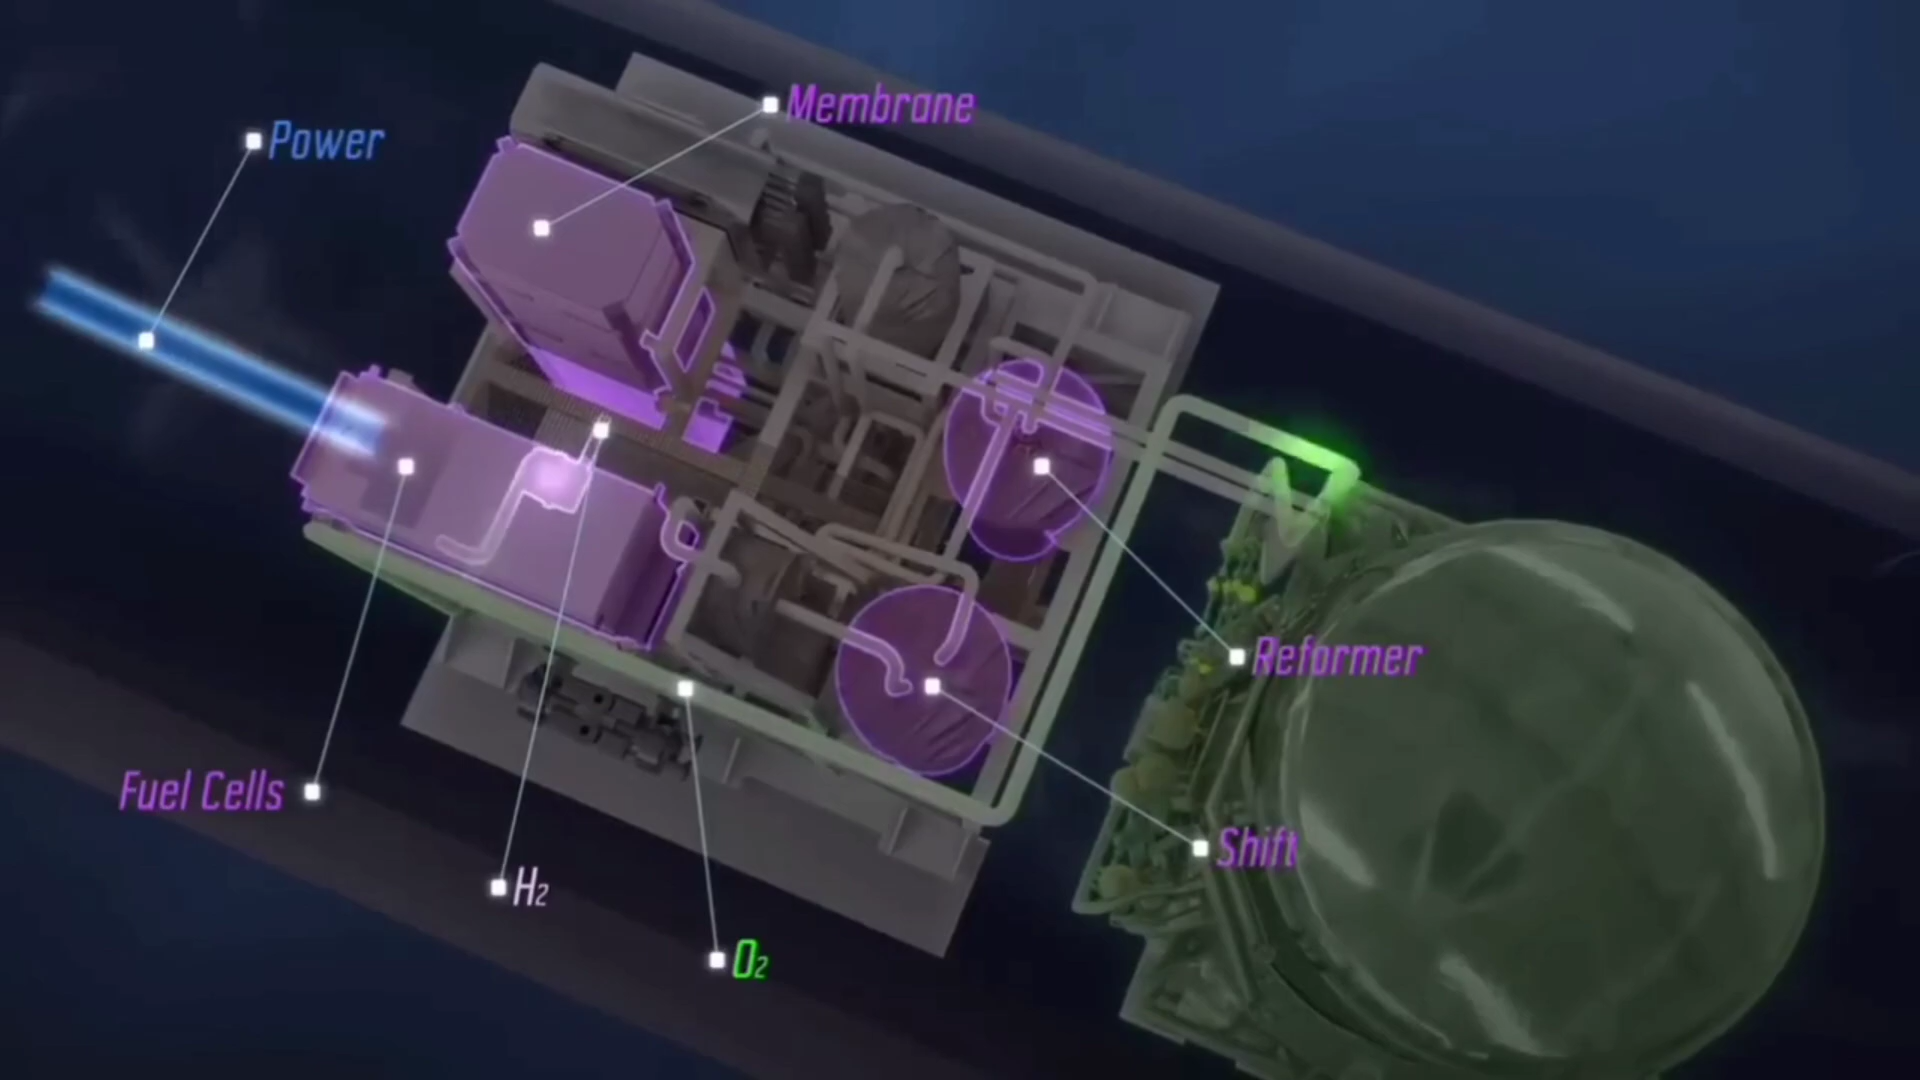 Membrane
Power
Reformer
Fuel Cells
Shift
H2
O2